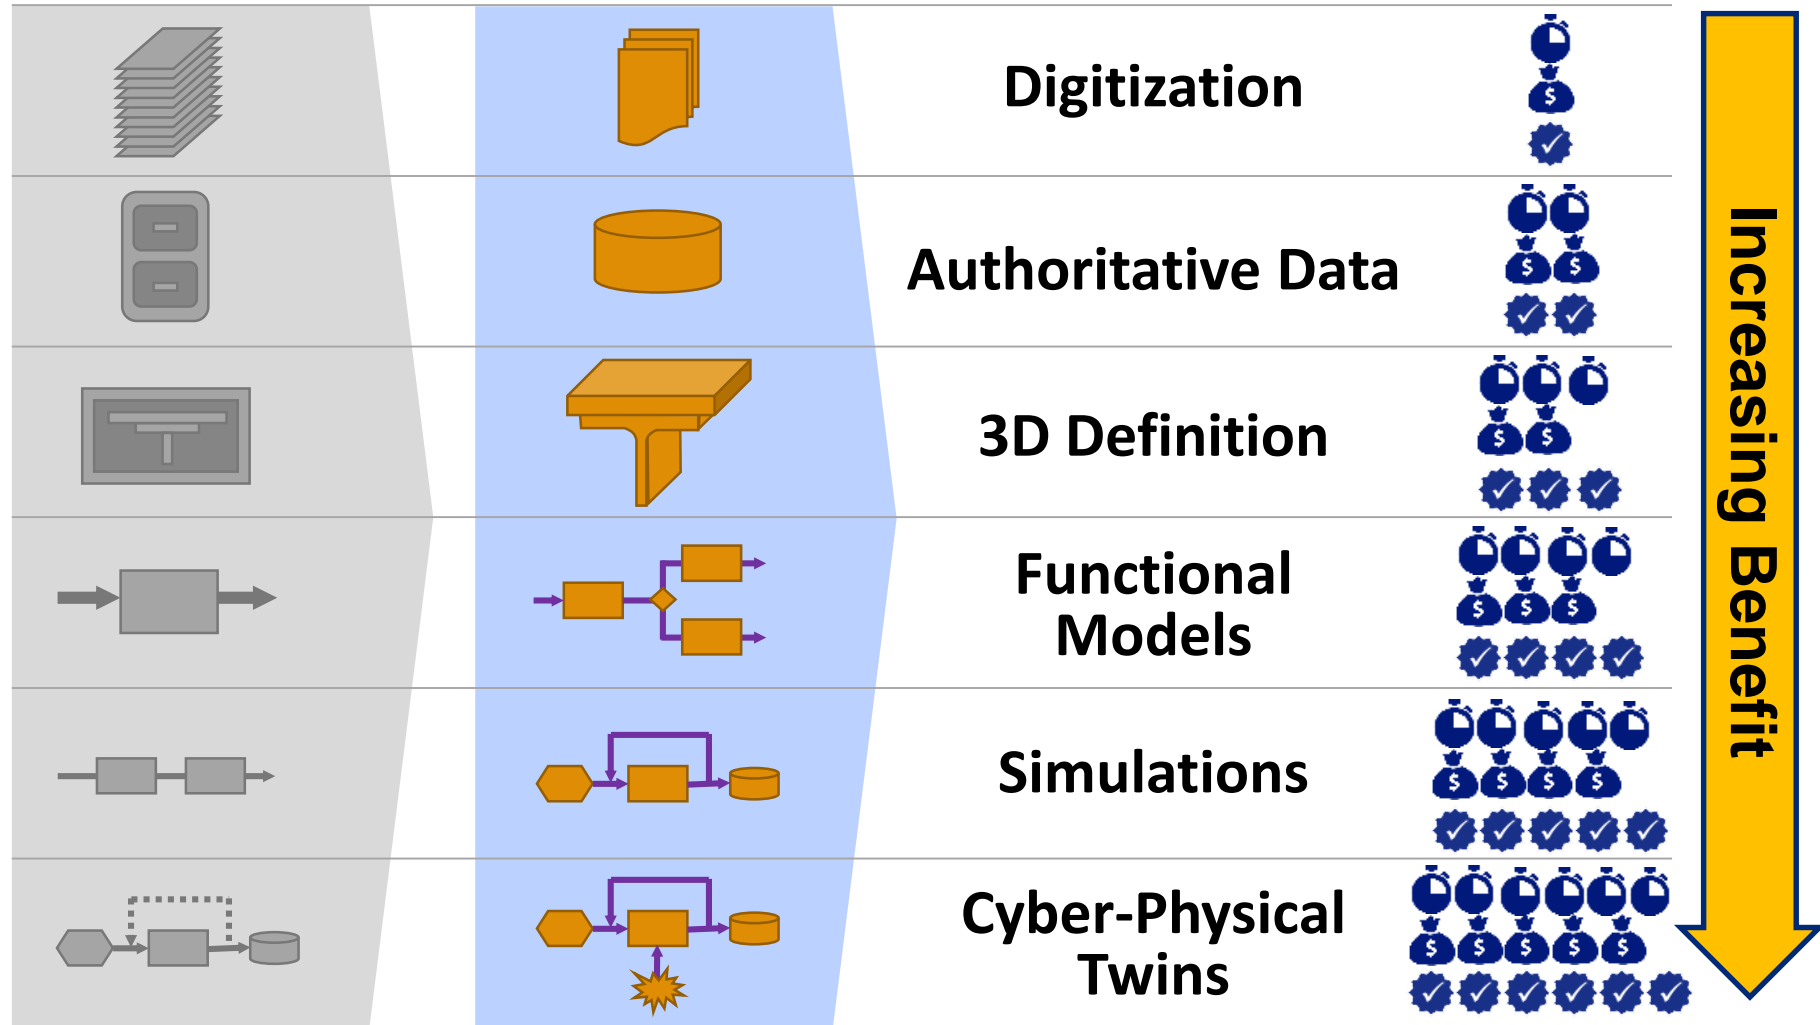 Digitization
$
Authoritative Data
$ $
3D Definition
$ $
Functional
Models
$ $ $
Simulations
$ $ $ $
Cyber-Physical
Twins
$ $ $ $ $
Increasing Benefit